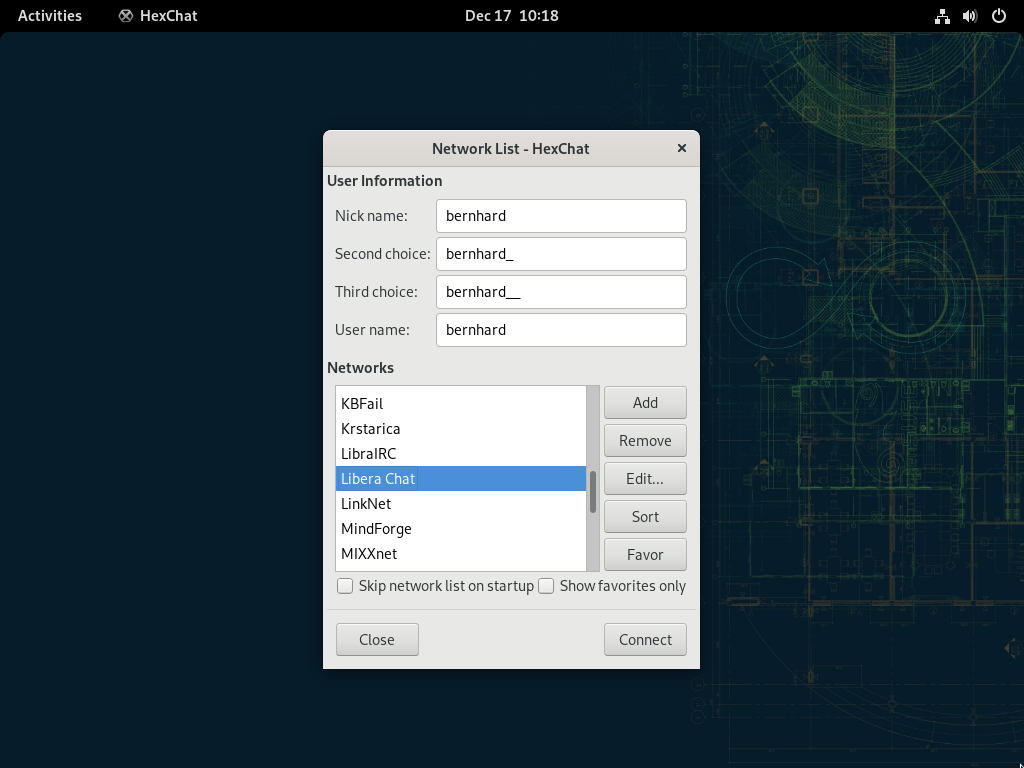 Activities HexChat Dec 17 10:18
Network List - HexChat
User Information
Nick name: bernhard
Second choice: bernhard_
Third choice: bernhard__
User name: bernhard
Networks
KBFail
Krstarica
LibraIRC
Libera Chat
LinkNet
MindForge
MIXXnet
Add
Remove
Edit...
Sort
Favor
Skip network list on startup Show favorites only
Close Connect